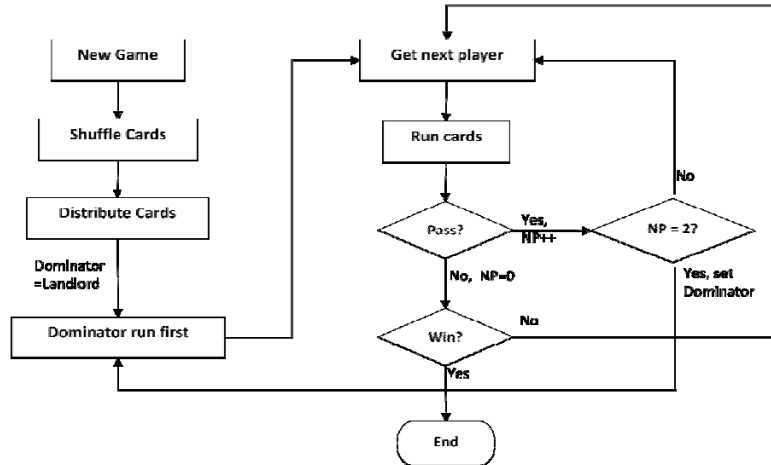 New Game
Shuffle Cards
Distribute Cards
Dominator
=Landlord
Dominator run first
Get next player
Run cards
Pass?
Yes,
NP++
No, NP=0
Win?
No
Yes
End
NP = 2?
No
Yes, set
Dominator